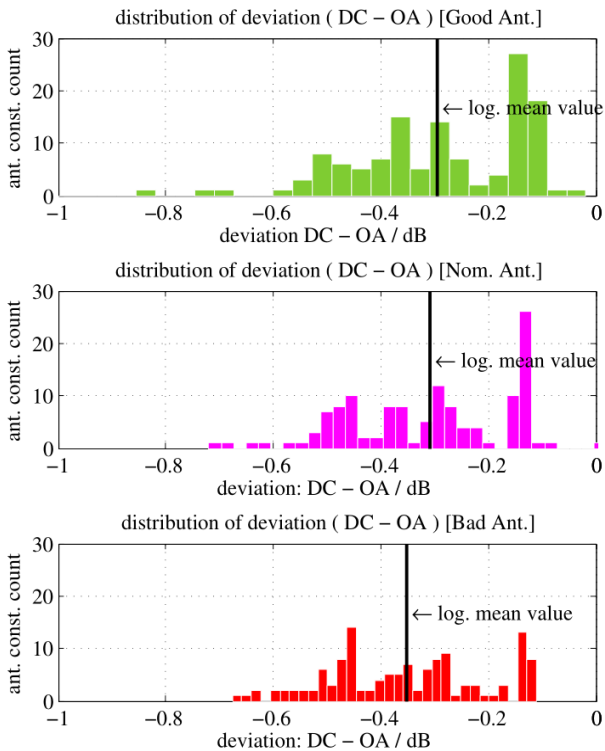 distribution of deviation ( DC − OA ) [Good Ant.]
ant. const. count
30
20
10
0
← log. mean value
−1 −0.8 −0.6 −0.4 −0.2 0
deviation DC − OA / dB
distribution of deviation ( DC − OA ) [Nom. Ant.]
ant. const. count
30
20
10
0
← log. mean value
−1 −0.8 −0.6 −0.4 −0.2 0
deviation: DC − OA / dB
distribution of deviation ( DC − OA ) [Bad Ant.]
ant. const. count
30
20
10
0
← log. mean value
−1 −0.8 −0.6 −0.4 −0.2 0
deviation: DC − OA / dB